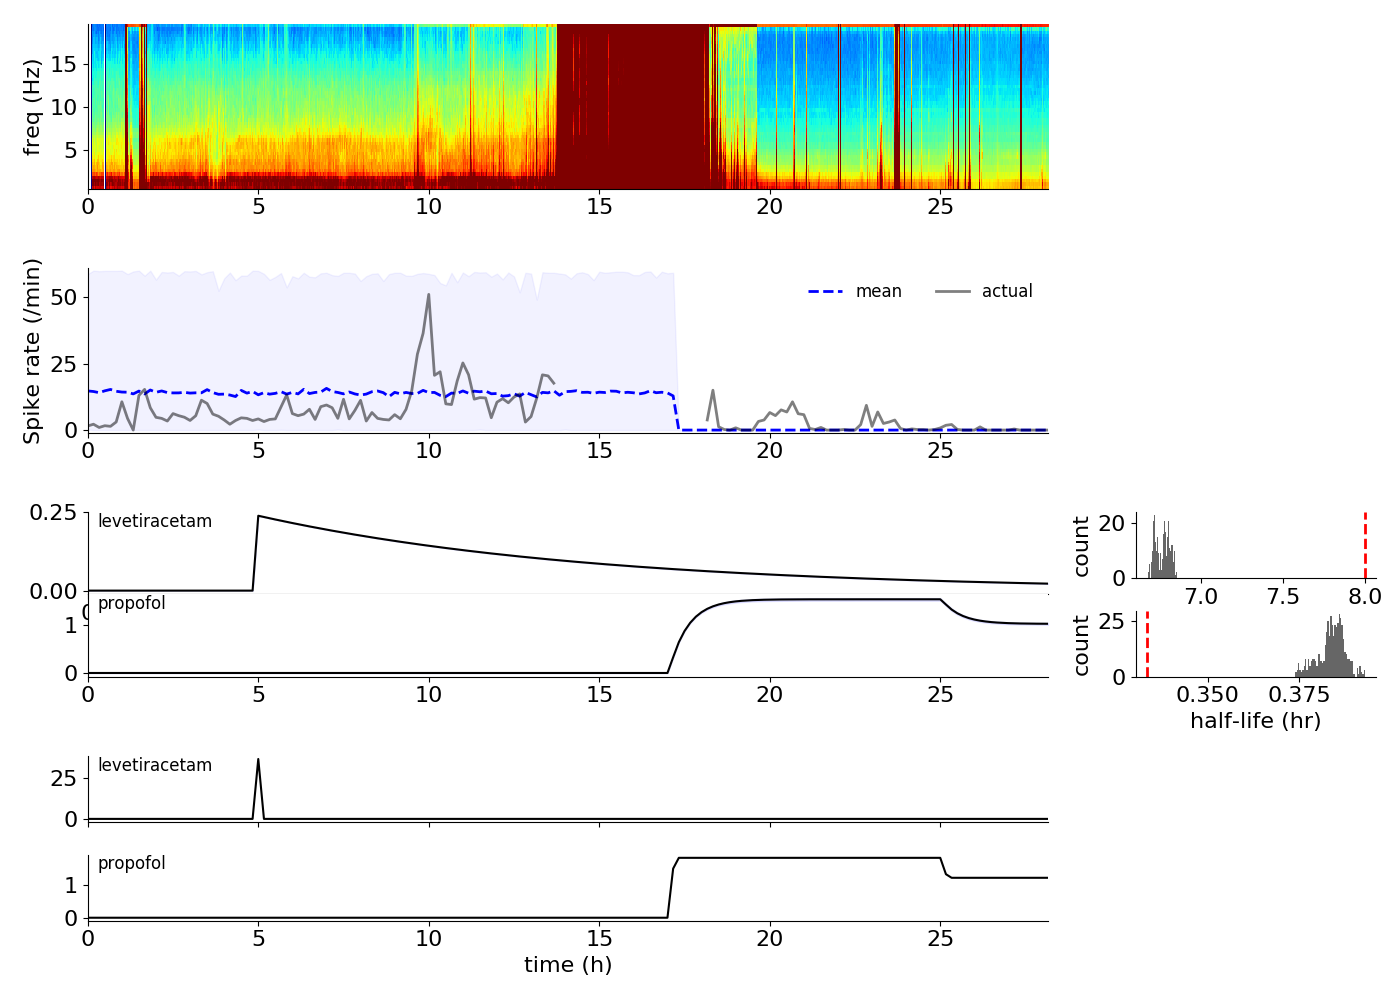 freq (Hz)
15
10
5
0 5 10 15 20 25
Spike rate (/min)
50
25
0
mean actual
0 5 10 15 20 25
0.25
0.00
levetiracetam
count
20
0
7.0 7.5 8.0
propofol
1
0
0 5 10 15 20 25
count
25
0
0.350 0.375
half-life (hr)
levetiracetam
25
0
propofol
1
0
0 5 10 15 20 25
time (h)